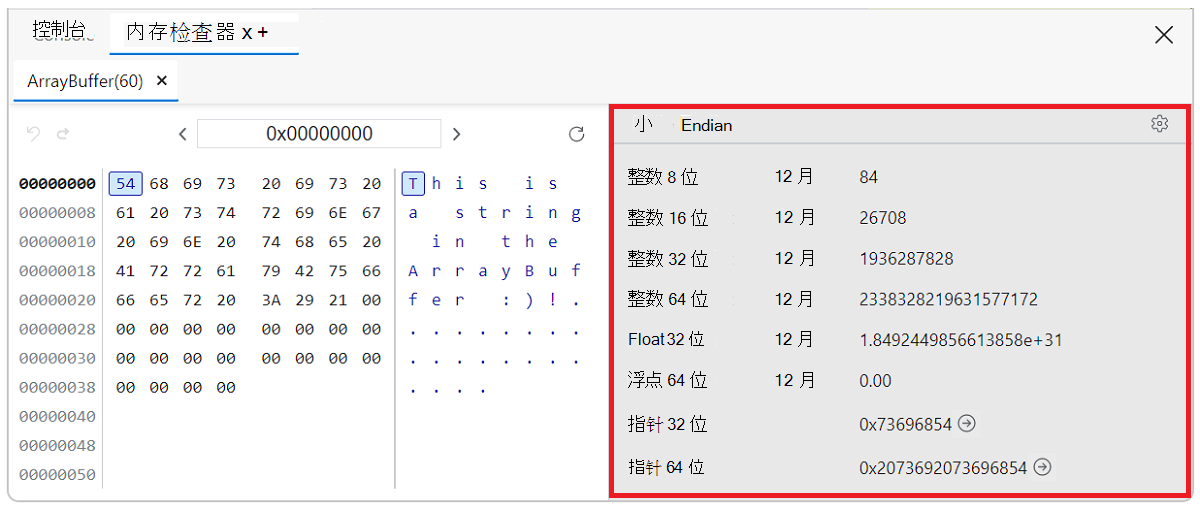 控制台
内存检查器 x +
ArrayBuffer(60) ×
0x00000000
00000000 54 68 69 73 20 69 73 20 T h i s i s
00000008 61 20 73 74 72 69 6E 67 a s t r i n g
00000010 20 69 6E 20 74 68 65 20 i n t h e
00000018 41 72 72 61 79 42 75 66 A r r a y B u f
00000020 66 65 72 20 3A 29 21 00 f e r : ) ! .
00000028 00 00 00 00 00 00 00 00 . . . . . . . .
00000030 00 00 00 00 00 00 00 00 . . . . . . . .
00000038 00 00 00 00 . . . .
00000040
00000048
00000050
小 Endian
整数 8 位 12 月 84
整数 16 位 12 月 26708
整数 32 位 12 月 1936287828
整数 64 位 12 月 2338328219631577172
Float 32 位 12 月 1.8492449856613858e+31
浮点 64 位 12 月 0.00
指针 32 位 0x73696854
指针 64 位 0x2073692073696854